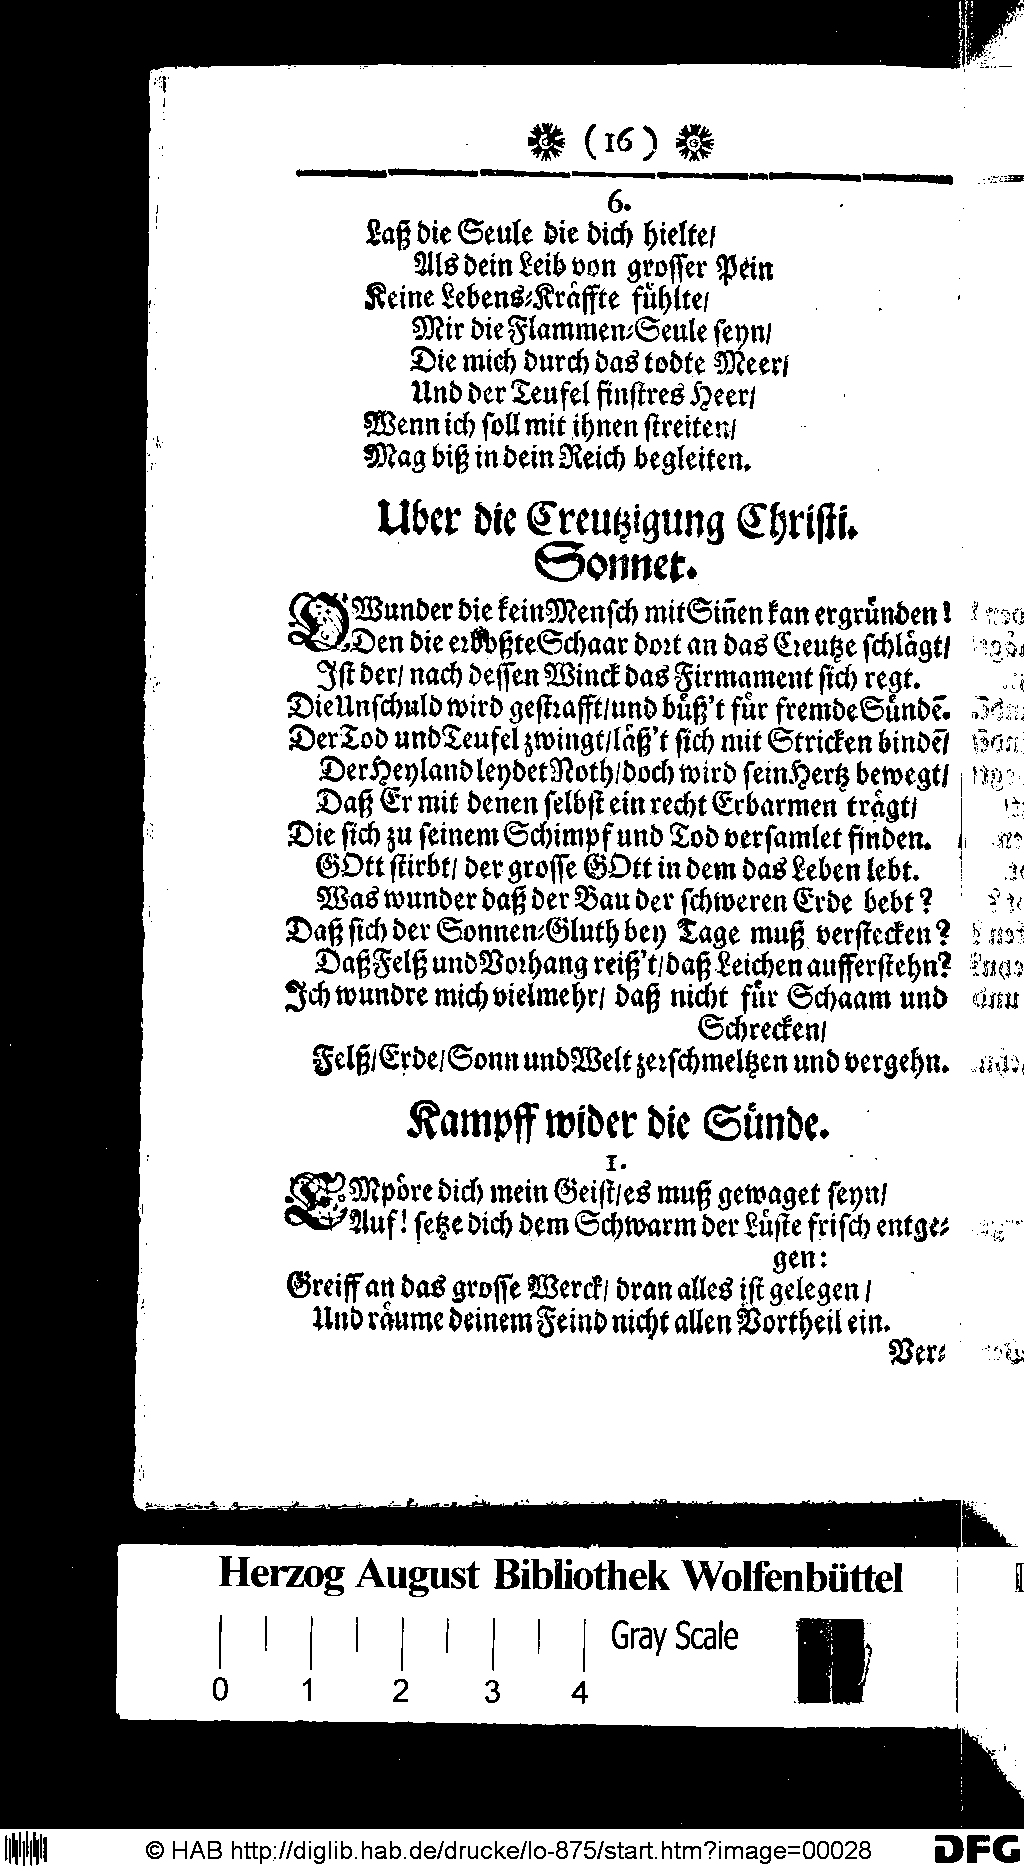 (16)
6.
Laß die Seule die dich hielte/
Als dein Leib von grosser Pein
Keine Lebens-Kräffte fühlte/
Mir die Flammen-Seule seyn/
Die mich durch das todte Meer/
Und der Teufel finstres Heer/
Wenn ich soll mit ihnen streiten/
Mag biß in dein Reich begleiten.
Uber die Creutzigung Christi.
Sonnet.
O Wunder die kein Mensch mit Siñen kan ergründen!
Den die erboßte Schaar dort an das Creutze schlägt/
Ist der/ nach dessen Winck das Firmament sich regt.
Die Unschuld wird gestrafft/und büß't für fremde Sünde̅.
Der Tod und Teufel zwingt/läß't sich mit Stricken binde̅/
Der Heyland leydet Noth/doch wird sein Hertz bewegt/
Daß Er mit denen selbst ein recht Erbarmen trägt/
Die sich zu seinem Schimpf und Tod versamlet finden.
GOtt stirbt/ der grosse GOtt in dem das Leben lebt.
Was wunder daß der Bau der schweren Erde bebt?
Daß sich der Sonnen-Gluth bey Tage muß verstecken?
Daß Felß und Vorhang reiß't/daß Leichen aufferstehn?
Ich wundre mich vielmehr/ daß nicht für Schaam und
Schrecken/
Felß/Erde/Sonn und Welt zerschmeltzen und vergehn.
Kampff wider die Sünde.
1.
EMpöre dich mein Geist/es muß gewaget seyn/
Auf! setze dich dem Schwarm der Lüste frisch entge-
gen:
Greiff an das grosse Werck/ dran alles ist gelegen/
Und räume deinem Feind nicht allen Vortheil ein.
Ver-
Herzog August Bibliothek Wolfenbüttel
Gray Scale
0 1 2 3 4
© HAB http://diglib.hab.de/drucke/lo-875/start.htm?image=00028
DFG